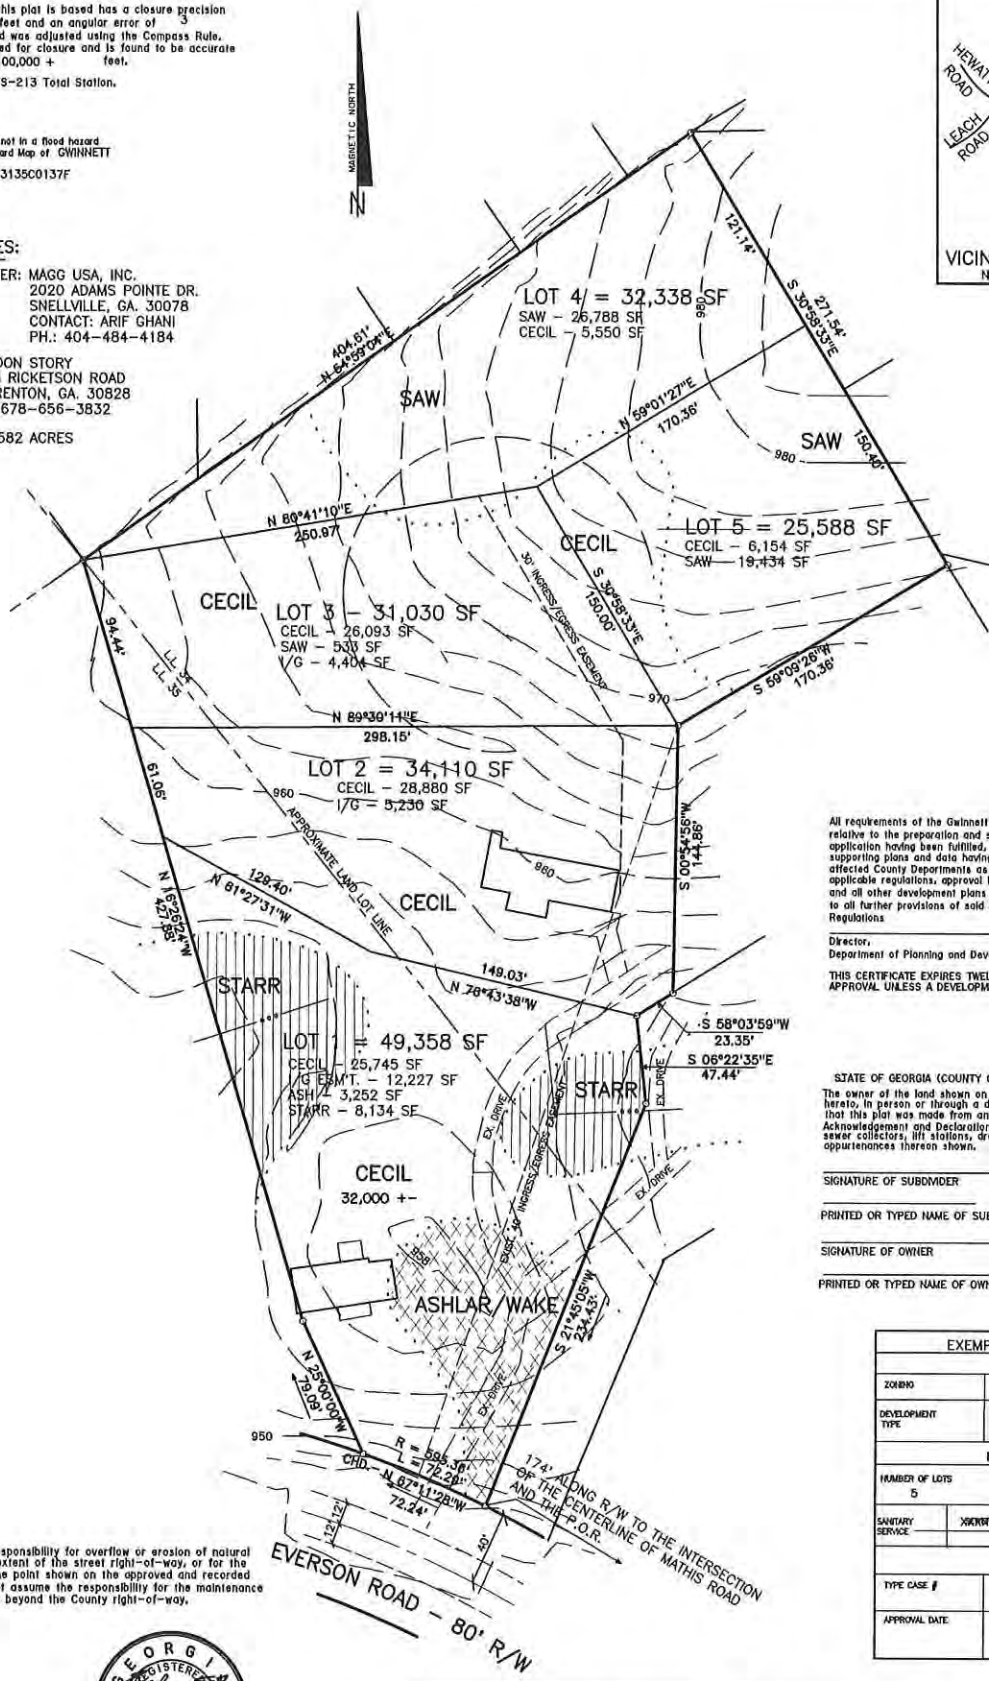 his plat is based has a closure precision
feet and an angular error of 3
d was adjusted using the Compass Rule.
ed for closure and is found to be accurate
00,000 + feet.
S-213 Total Station.
not in a flood hazard
ard Map of GWINNETT
3135C0137F
ES:
ER: MAGG USA, INC.
2020 ADAMS POINTE DR.
SNELLVILLE, GA. 30078
CONTACT: ARIF GHANI
PH.: 404-484-4184
DON STORY
RICKETSON ROAD
RENTON, GA. 30828
678-656-3832
582 ACRES
MAGNETIC NORTH
N
HEWATT
ROAD
LEACH
ROAD
VICIN
N
121.14'
271.54'
S 30°58'33"E
150.40'
LOT 4 = 32,338 SF
SAW - 26,788 SF
CECIL - 5,550 SF
980
404.61'
N 64°59'04"E
SAW
N 59°01'27"E
170.36'
SAW
980
LOT 5 = 25,588 SF
CECIL - 6,154 SF
SAW - 19,434 SF
N 80°41'10"E
250.97'
CECIL
S 30°58'33"E
150.00'
30' INGRESS/EGRESS EASEMENT
CECIL
LOT 3 - 31,030 SF
CECIL - 26,093 SF
SAW - 533 SF
I/G - 4,404 SF
94.44'
L.L. 34
L.L. 35
970
S 59°09'26"W
170.36'
N 89°30'11"E
298.15'
LOT 2 = 34,110 SF
CECIL - 28,880 SF
I/G - 5,230 SF
61.06'
960
APPROXIMATE LAND LOT LINE
960
S 00°54'56"W
144.86'
CECIL
129.40'
N 61°27'31"W
N 16°26'24"W
427.88'
149.03'
N 76°43'38"W
S 58°03'59"W
23.35'
S 06°22'35"E
47.44'
STARR
LOT 1 = 49,358 SF
CECIL - 25,745 SF
ESM'T. - 12,227 SF
ASH - 3,252 SF
STARR - 8,134 SF
STARR
EX. DRIVE
EX. DRIVE
EX. DRIVE
EXIST. 40' INGRESS/EGRESS EASEMENT
CECIL
32,000 +-
958
ASHLAR/WAKE
S 21°45'05"W
234.43'
EX. DRIVE
N 25°00'00"W
79.09'
950
R = 595.36'
L = 72.29'
CHD.- N 67°11'28"W
72.24'
12'
12'
40'
174' ALONG R/W TO THE INTERSECTION
OF THE CENTERLINE OF MATHIS ROAD
AND THE P.O.R.
EVERSON ROAD - 80' R/W
All requirements of the Gwinnett
relative to the preparation and s
application having been fulfilled,
supporting plans and data having
affected County Departments as
applicable regulations, approval
and all other development plans
to all further provisions of said
Regulations
Director,
Department of Planning and Dev
THIS CERTIFICATE EXPIRES TWEL
APPROVAL UNLESS A DEVELOPM
STATE OF GEORGIA (COUNTY
The owner of the land shown on
hereto, in person or through a d
that this plat was made from an
Acknowledgement and Declaration
sewer collectors, lift stations, dr
appurtenances thereon shown.
SIGNATURE OF SUBDIVIDER
PRINTED OR TYPED NAME OF SUB
SIGNATURE OF OWNER
PRINTED OR TYPED NAME OF OWN
EXEMP
ZONING
DEVELOPMENT
TYPE
NUMBER OF LOTS
5
SANITARY
SERVICE
TYPE CASE #
APPROVAL DATE
sponsibility for overflow or erosion of natural
extent of the street right-of-way, or for the
e point shown on the approved and recorded
t assume the responsibility for the maintenance
beyond the County right-of-way.
GEORGIA
REGISTERE